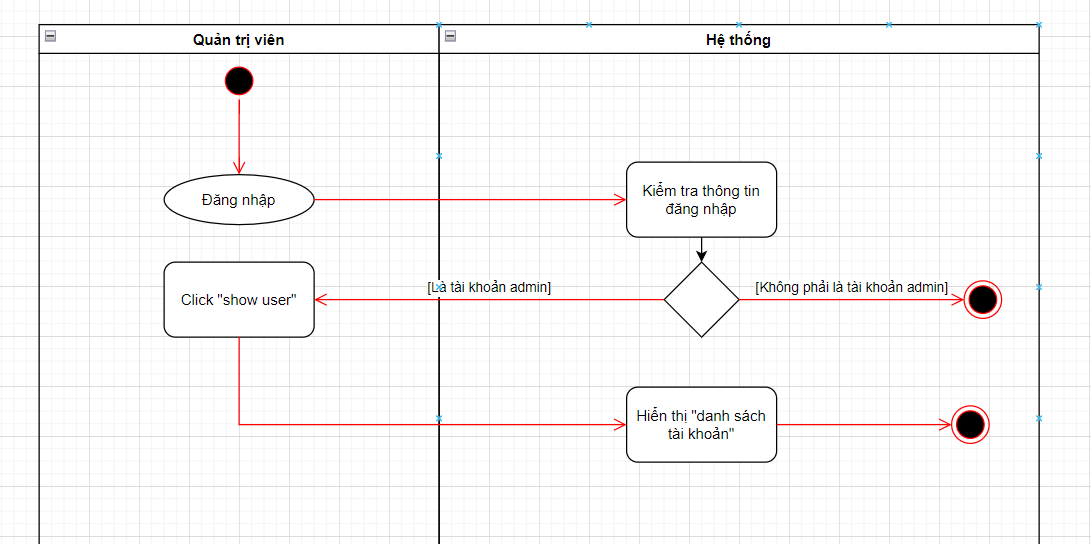 Quản trị viên
Hệ thống
Đăng nhập
Kiểm tra thông tin
đăng nhập
[Là tài khoản admin]
[Không phải là tài khoản admin]
Click "show user"
Hiển thị "danh sách
tài khoản"